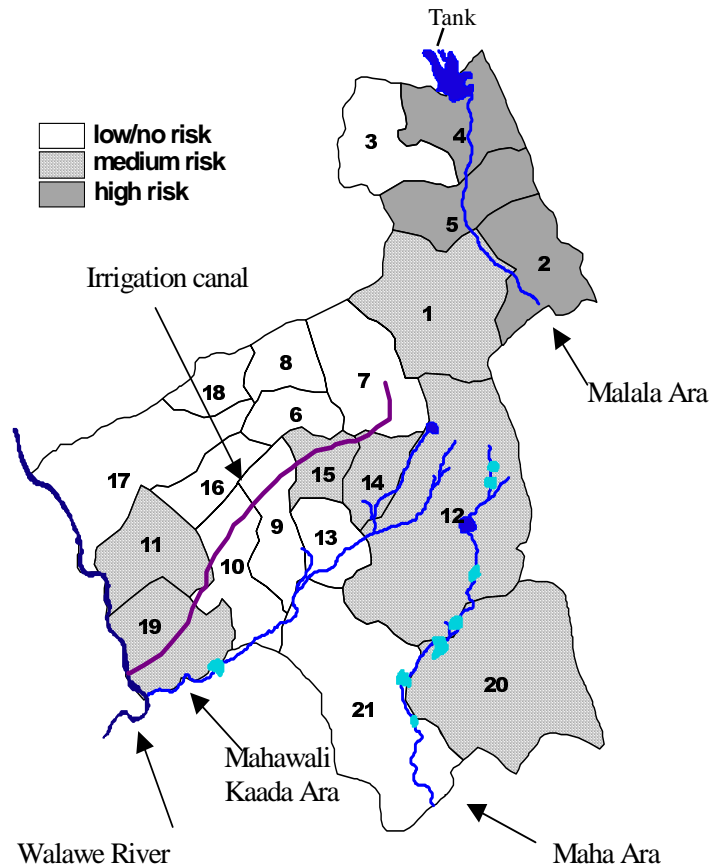 Tank
low/no risk
medium risk
high risk
3
4
5
2
Irrigation canal
1
Malala Ara
8
7
18
6
17
16
15
14
12
11
9
13
10
19
20
21
Mahawali
Kaada Ara
Walawe River
Maha Ara